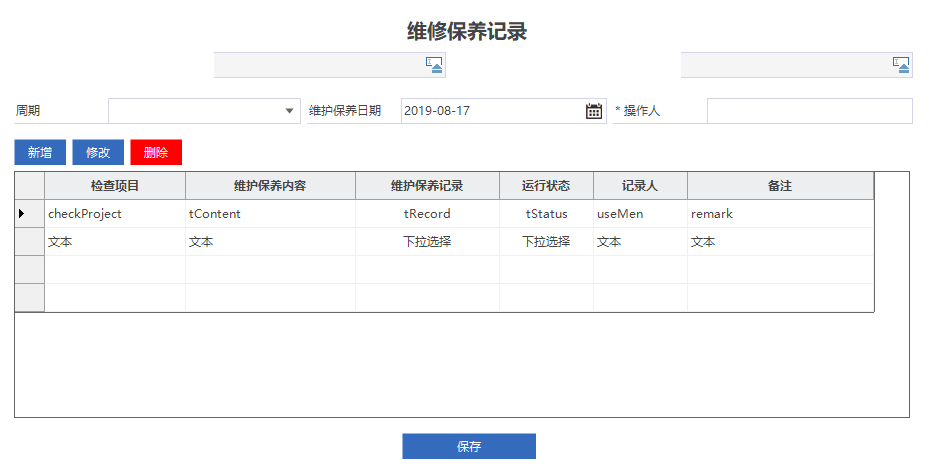 维修保养记录
周期 维护保养日期 2019-08-17 * 操作人
新增 修改 删除
检查项目 维护保养内容 维护保养记录 运行状态 记录人 备注
checkProject tContent tRecord tStatus useMen remark
文本 文本 下拉选择 下拉选择 文本 文本
保存